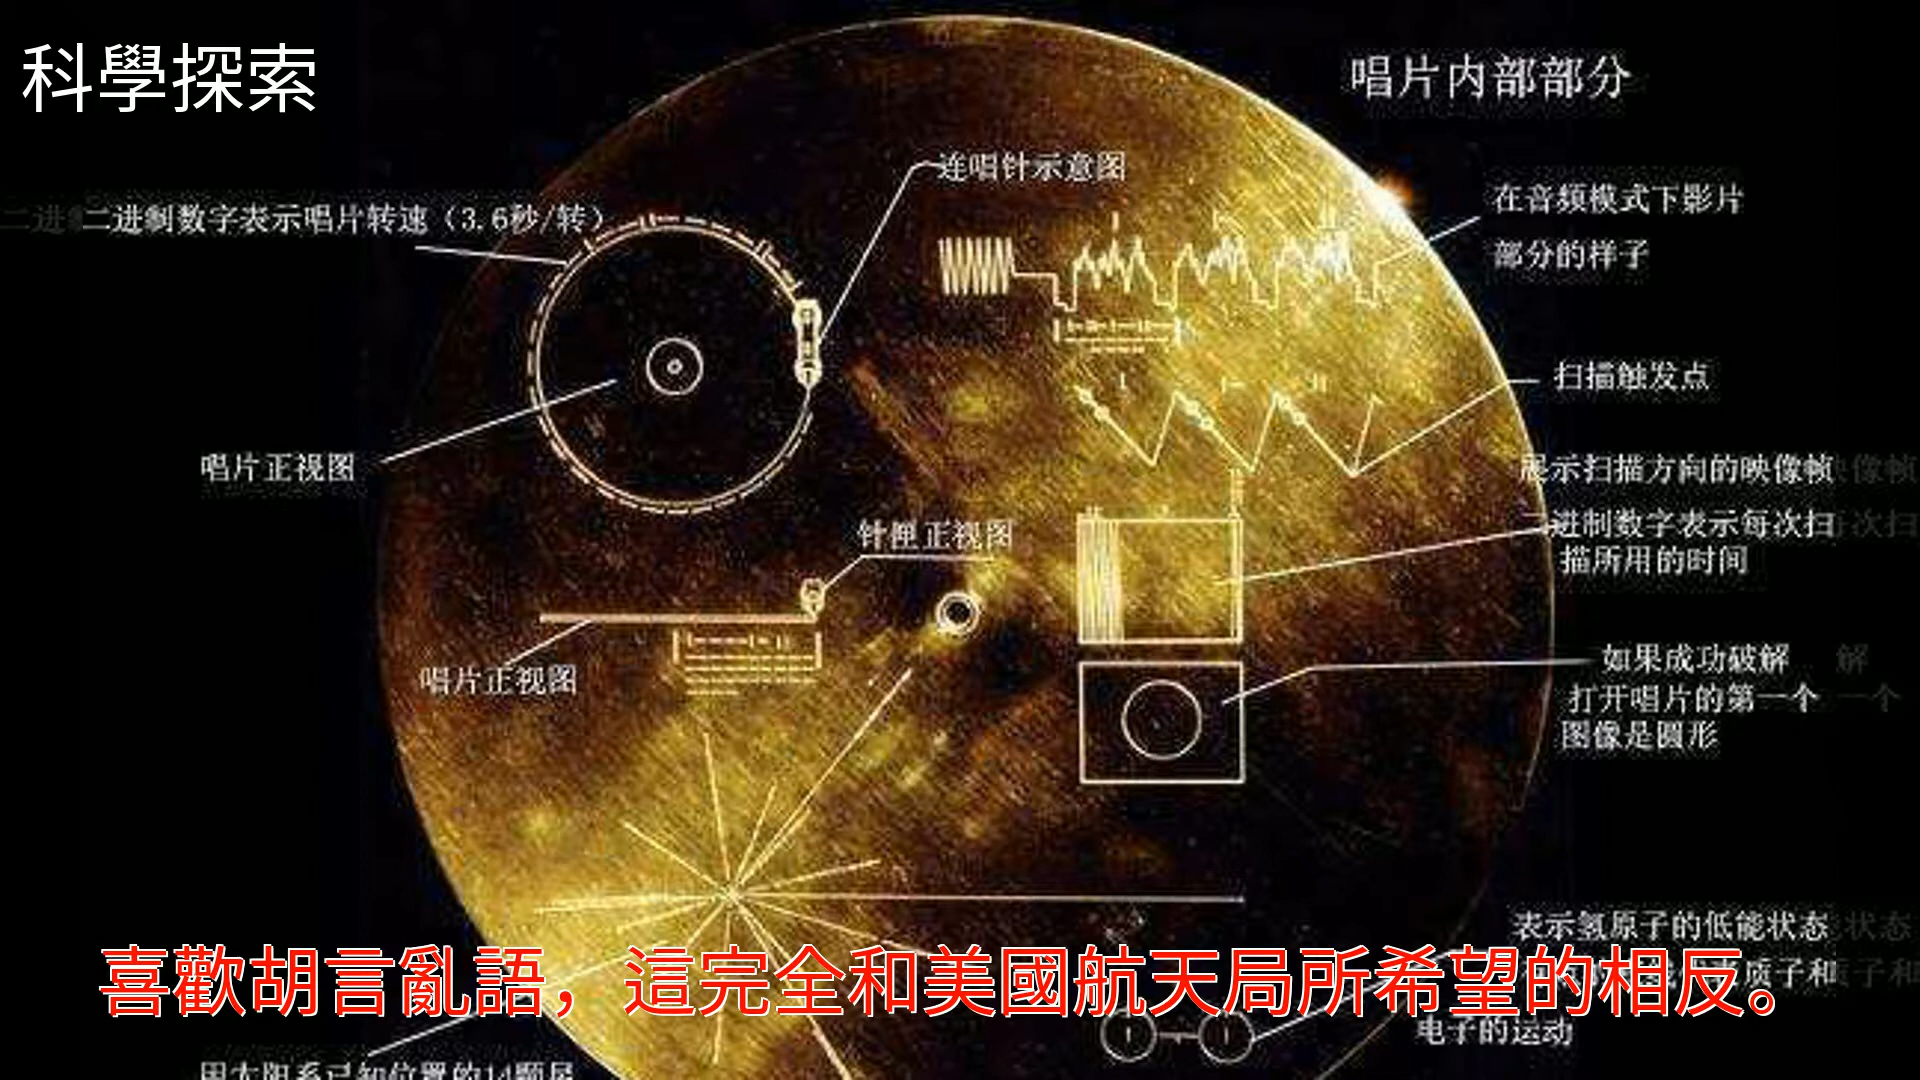 科學探索
唱片内部部分
连唱针示意图
在音频模式下影片
部分的样子
二进制数字表示唱片转速（3.6秒/转）
扫描触发点
唱片正视图
展示扫描方向的映像帧
二进制数字表示每次扫
描所用的时间
针匣正视图
唱片正视图
如果成功破解
打开唱片的第一个
图像是圆形
表示氢原子的低能状态
质子和
喜歡胡言亂語，這完全和美國航天局所希望的相反。
电子的运动